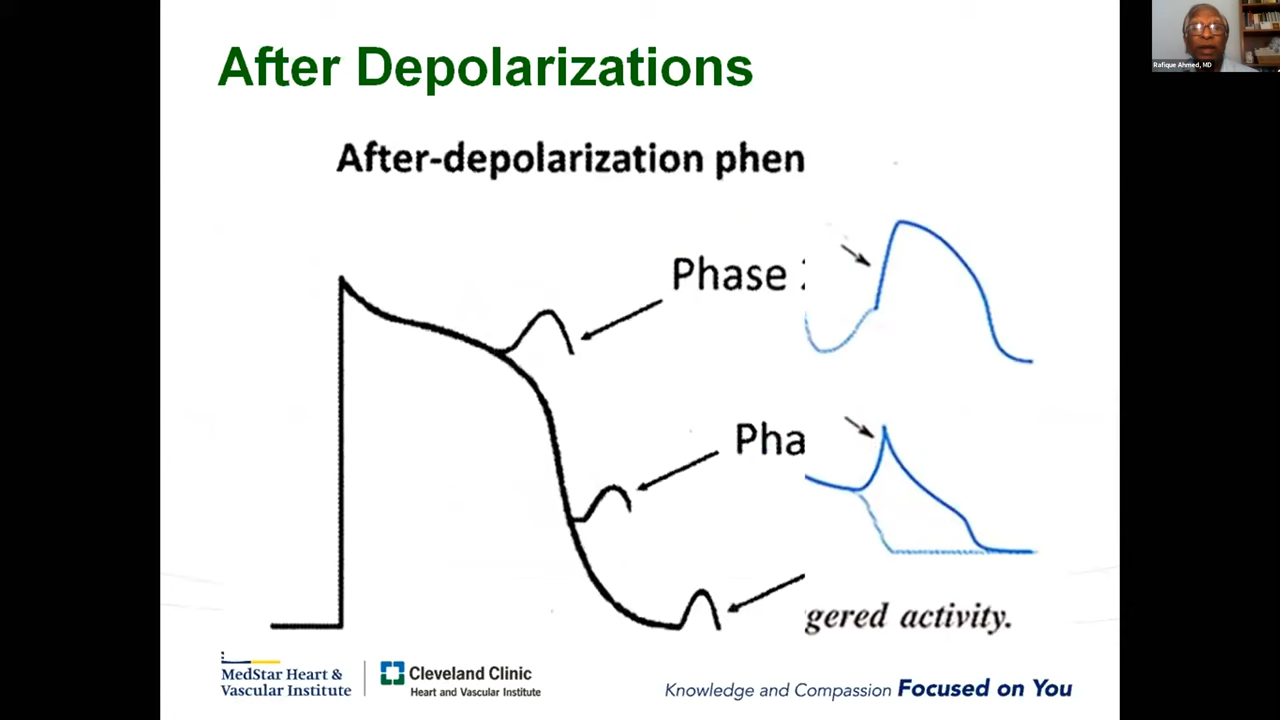 Rafique Ahmed, MD
After Depolarizations
After-depolarization phen
Phase
Pha
gered activity.
MedStar Heart &
Vascular Institute
Cleveland Clinic
Heart and Vascular Institute
Knowledge and Compassion Focused on You